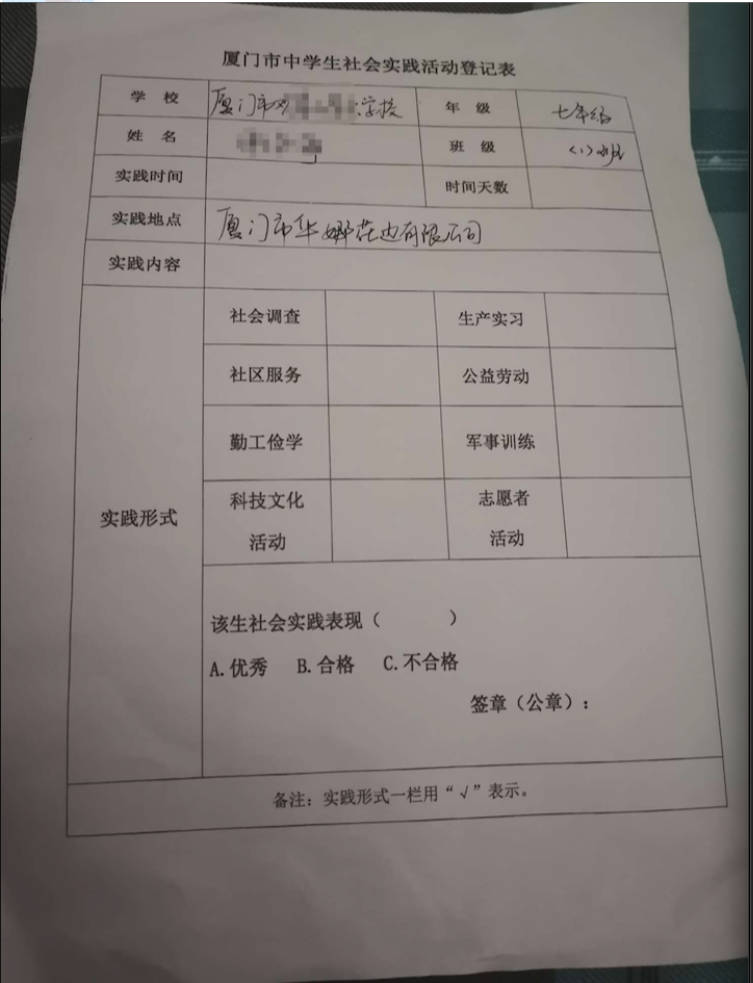 厦门市中学生社会实践活动登记表
学 校 厦门市 学校 年 级 七年级
姓 名 班 级 （1）班
实践时间 时间天数
实践地点 厦门市华娜花边有限公司
实践内容
社会调查 生产实习
社区服务 公益劳动
勤工俭学 军事训练
实践形式
科技文化活动 志愿者活动
该生社会实践表现（ ）
A.优秀 B.合格 C.不合格
签章（公章）：
备注：实践形式一栏用“√”表示。